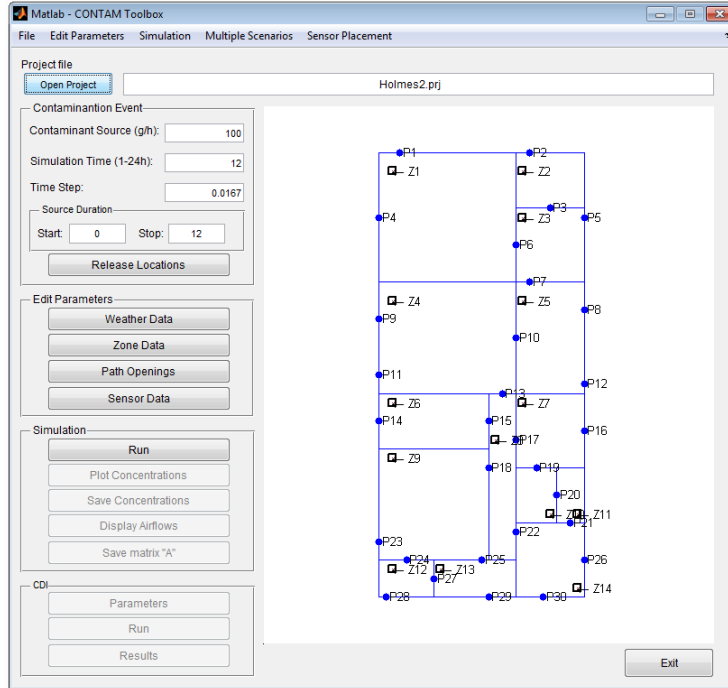 Matlab - CONTAM Toolbox
File Edit Parameters Simulation Multiple Scenarios Sensor Placement
Project file
Open Project Holmes2.prj
Contaminantion Event
Contaminant Source (g/h): 100
Simulation Time (1-24h): 12
Time Step: 0.0167
Source Duration
Start: 0 Stop: 12
Release Locations
Edit Parameters
Weather Data
Zone Data
Path Openings
Sensor Data
Simulation
Run
Plot Concentrations
Save Concentrations
Display Airflows
Save matrix "A"
CDI
Parameters
Run
Results
P1 P2
Z1 Z2
P3
P4 Z3 P5
P6
P7
Z4 Z5
P9 P8
P10
P11 P12
P13
Z6 Z7
P14 P15 P16
P17
Z9
P18 P19
P20
Z11
P21
P22
P23
P24 P25 P26
Z12 Z13
P27
Z14
P28 P29 P30
Exit